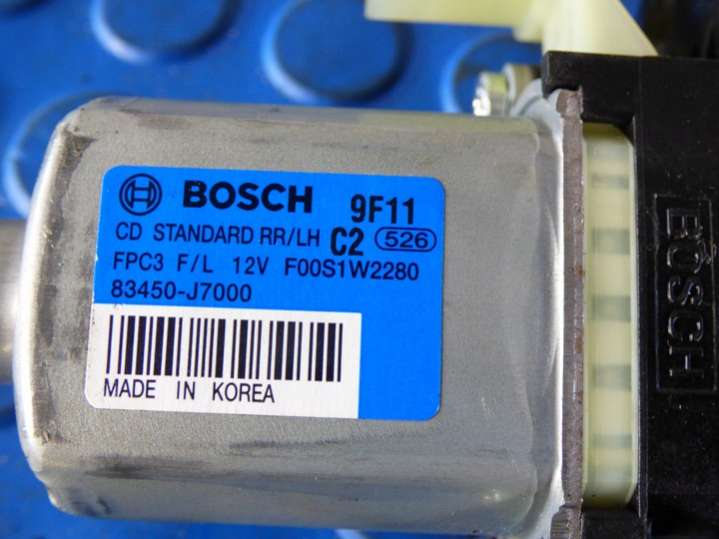 BOSCH 9F11
CD STANDARD RR/LH C2 526
FPC3 F/L 12V F00S1W2280
83450-J7000
MADE IN KOREA
BOSCH